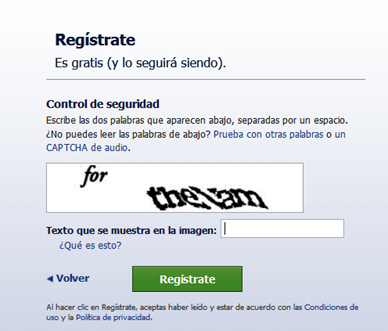 Regístrate
Es gratis (y lo seguirá siendo).
Control de seguridad
Escribe las dos palabras que aparecen abajo, separadas por un espacio.
¿No puedes leer las palabras de abajo? Prueba con otras palabras o un
CAPTCHA de audio.
for
Texto que se muestra en la imagen:
¿Qué es esto?
Volver
Regístrate
Al hacer clic en Regístrate, aceptas haber leído y estar de acuerdo con las Condiciones de
uso y la Política de privacidad.